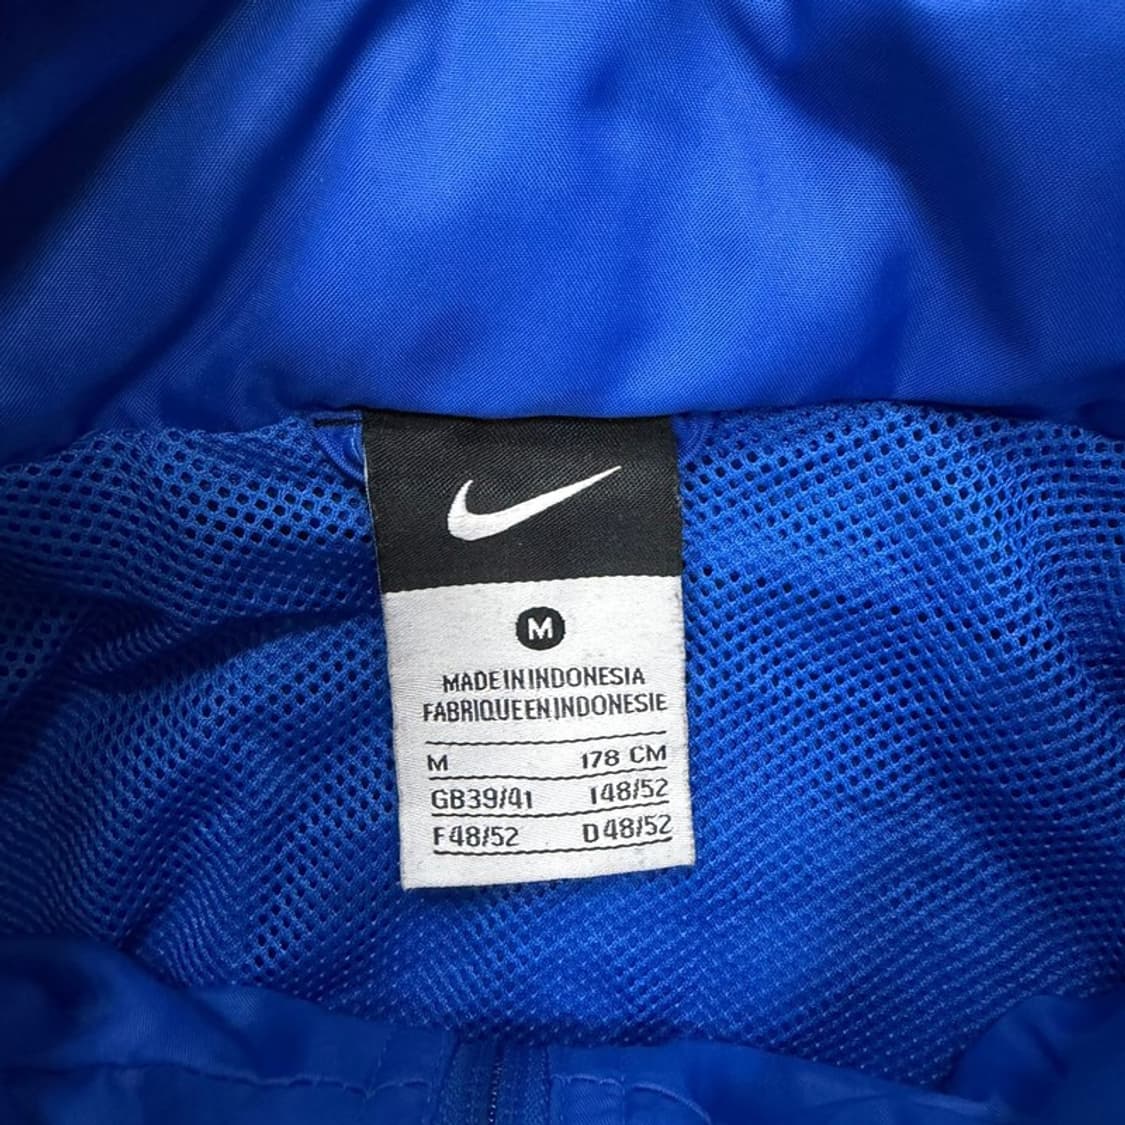 M
MADE IN INDONESIA
FABRIQUE EN INDONESIE
M 178 CM
GB39/41 I48/52
F48/52 D48/52